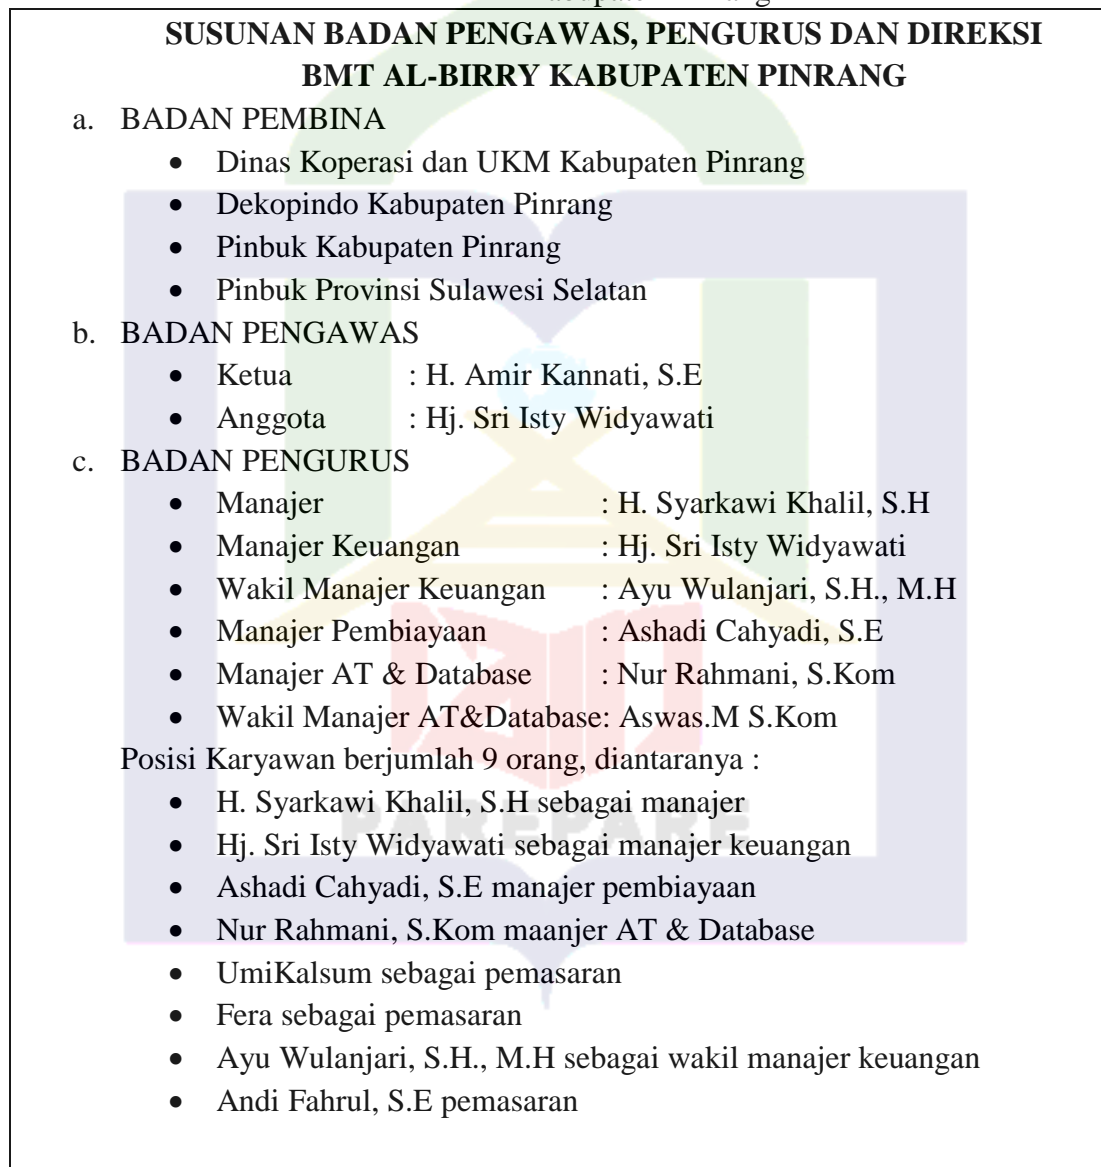 SUSUNAN BADAN PENGAWAS, PENGURUS DAN DIREKSI
BMT AL-BIRRY KABUPATEN PINRANG
a. BADAN PEMBINA
• Dinas Koperasi dan UKM Kabupaten Pinrang
• Dekopindo Kabupaten Pinrang
• Pinbuk Kabupaten Pinrang
• Pinbuk Provinsi Sulawesi Selatan
b. BADAN PENGAWAS
• Ketua : H. Amir Kannati, S.E
• Anggota : Hj. Sri Isty Widyawati
c. BADAN PENGURUS
• Manajer : H. Syarkawi Khalil, S.H
• Manajer Keuangan : Hj. Sri Isty Widyawati
• Wakil Manajer Keuangan : Ayu Wulanjari, S.H., M.H
• Manajer Pembiayaan : Ashadi Cahyadi, S.E
• Manajer AT & Database : Nur Rahmani, S.Kom
• Wakil Manajer AT&Database: Aswas.M S.Kom
Posisi Karyawan berjumlah 9 orang, diantaranya :
• H. Syarkawi Khalil, S.H sebagai manajer
PAREPARE
• Hj. Sri Isty Widyawati sebagai manajer keuangan
• Ashadi Cahyadi, S.E manajer pembiayaan
• Nur Rahmani, S.Kom maanjer AT & Database
• UmiKalsum sebagai pemasaran
• Fera sebagai pemasaran
• Ayu Wulanjari, S.H., M.H sebagai wakil manajer keuangan
• Andi Fahrul, S.E pemasaran